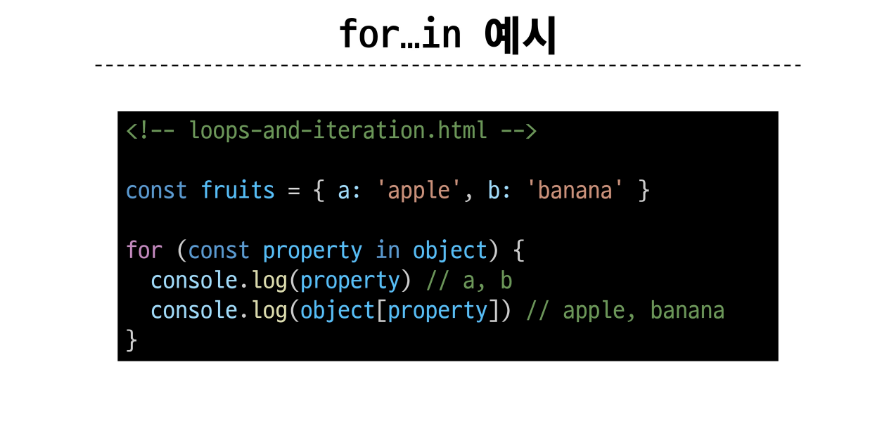 for…in 예시
<!-- loops-and-iteration.html -->
const fruits = { a: 'apple', b: 'banana' }
for (const property in object) {
  console.log(property) // a, b
  console.log(object[property]) // apple, banana
}